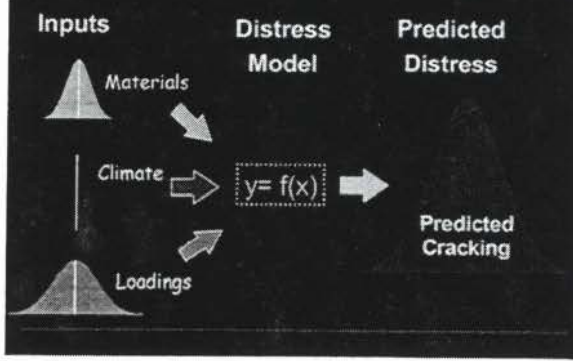 Inputs
Distress
Model
Predicted
Distress
Materials
Climate
Loadings
y= f(x)
Predicted
Cracking